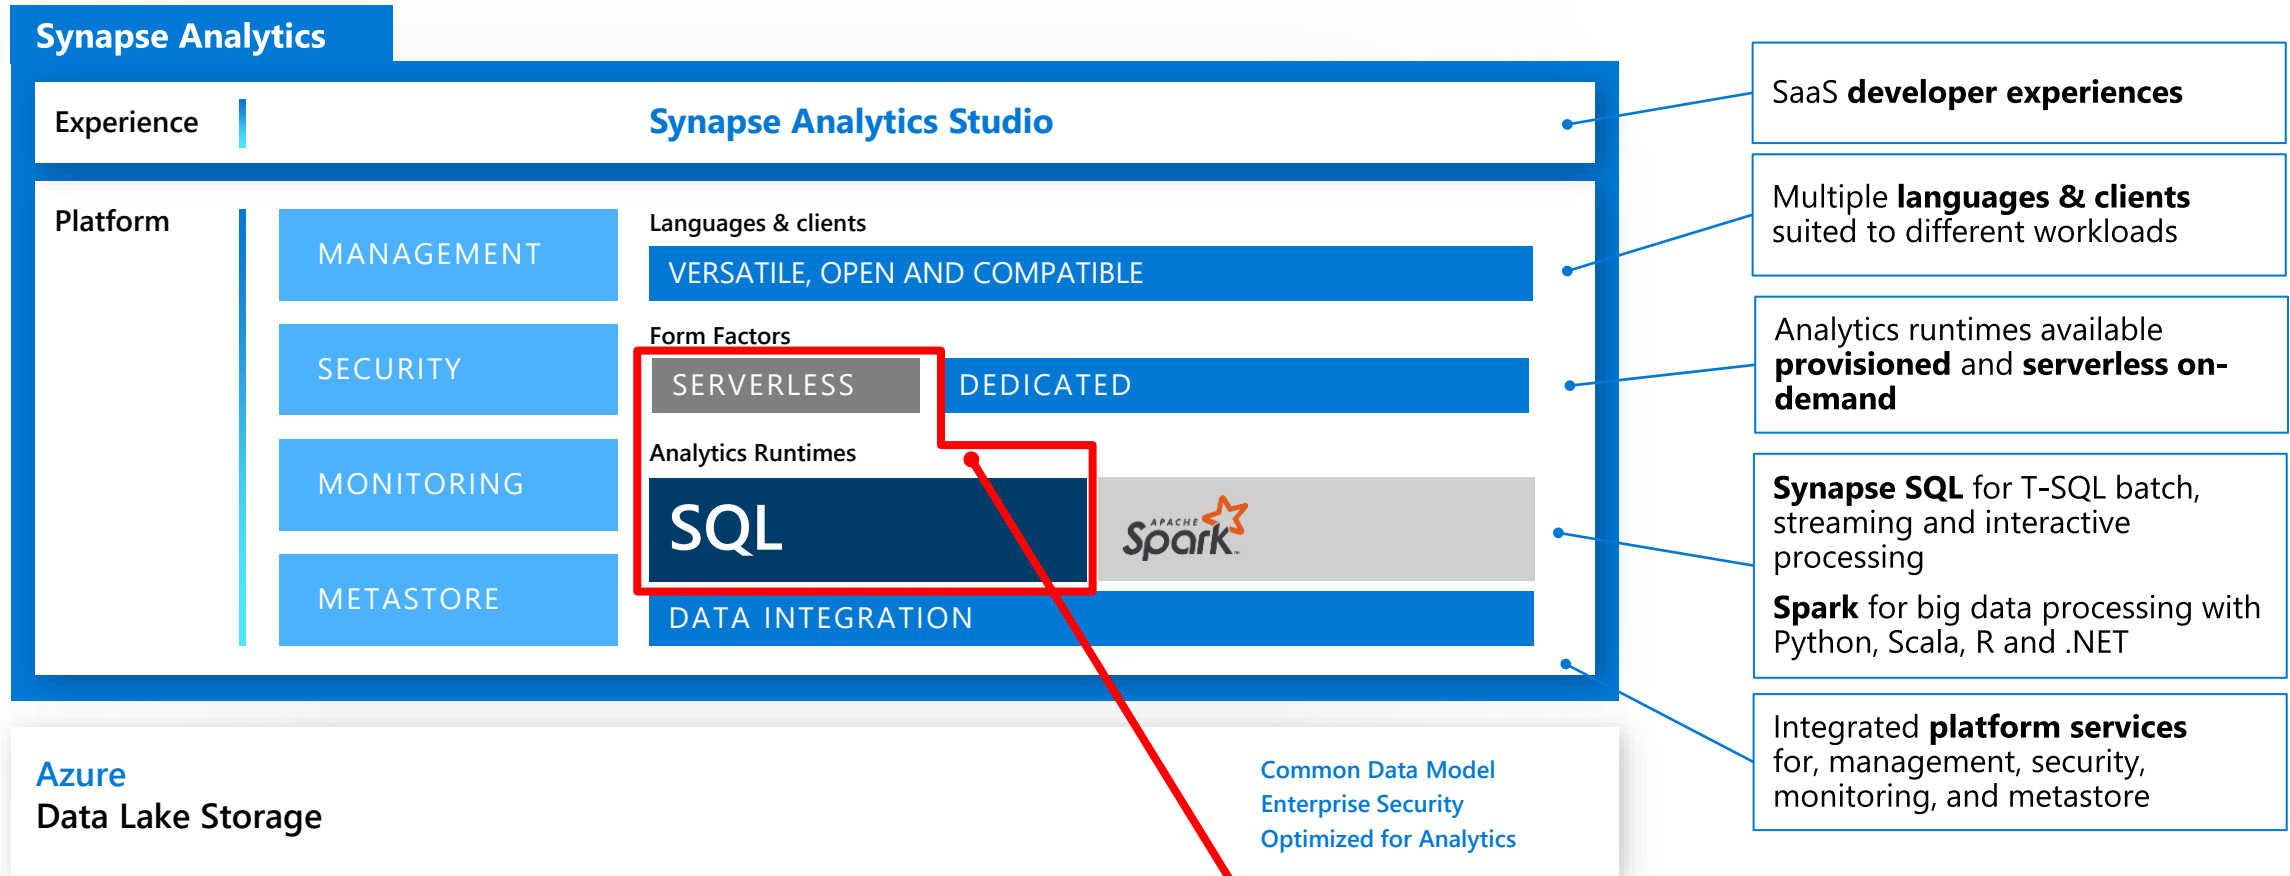 Synapse Analytics
Experience
Synapse Analytics Studio
Platform
MANAGEMENT
SECURITY
MONITORING
METASTORE
Languages & clients
VERSATILE, OPEN AND COMPATIBLE
Form Factors
SERVERLESS
DEDICATED
Analytics Runtimes
SQL
APACHE
Spark
DATA INTEGRATION
Azure
Data Lake Storage
Common Data Model
Enterprise Security
Optimized for Analytics
SaaS developer experiences
Multiple languages & clients
suited to different workloads
Analytics runtimes available
provisioned and serverless on-
demand
Synapse SQL for T-SQL batch,
streaming and interactive
processing
Spark for big data processing with
Python, Scala, R and .NET
Integrated platform services
for, management, security,
monitoring, and metastore